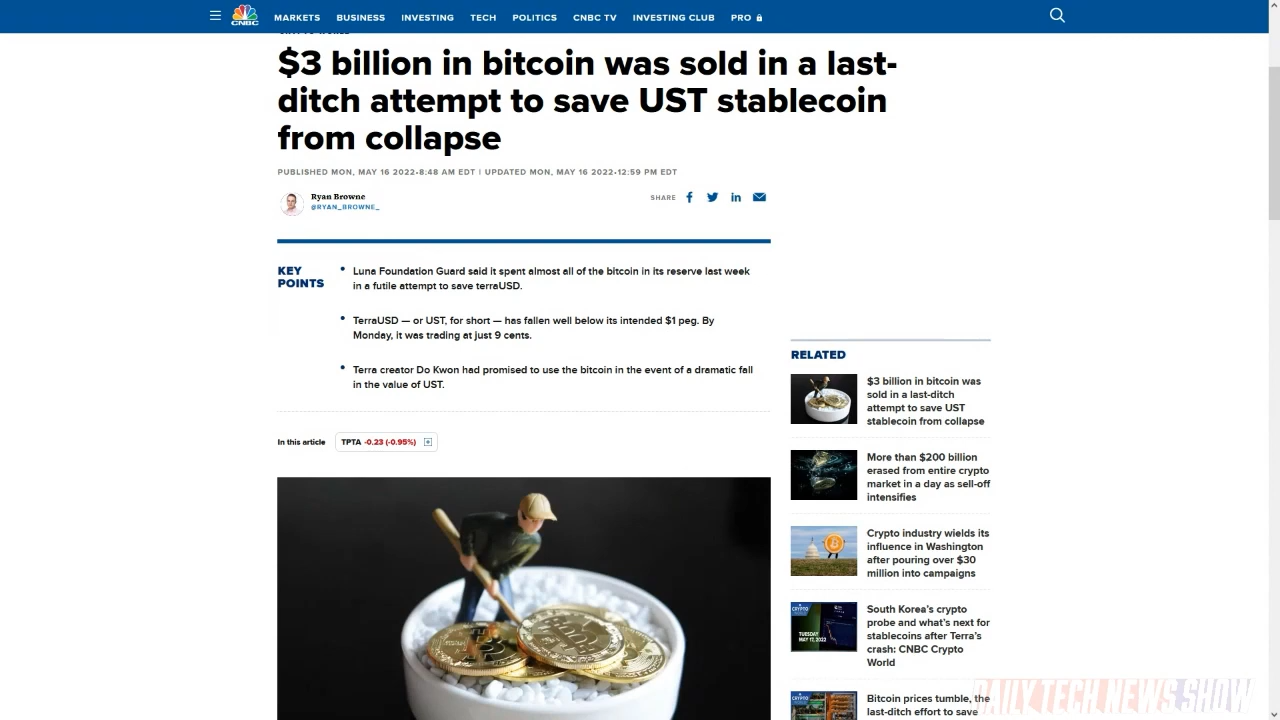 MARKETS BUSINESS INVESTING TECH POLITICS CNBC TV INVESTING CLUB PRO
CNBC
$3 billion in bitcoin was sold in a last-
ditch attempt to save UST stablecoin
from collapse
PUBLISHED MON, MAY 16 2022•8:48 AM EDT | UPDATED MON, MAY 16 2022•12:59 PM EDT
Ryan Browne
@RYAN_BROWNE_
SHARE
KEY
POINTS
• Luna Foundation Guard said it spent almost all of the bitcoin in its reserve last week
in a futile attempt to save terraUSD.
• TerraUSD — or UST, for short — has fallen well below its intended $1 peg. By
Monday, it was trading at just 9 cents.
• Terra creator Do Kwon had promised to use the bitcoin in the event of a dramatic fall
in the value of UST.
In this article
TPTA -0.23 (-0.95%)
RELATED
$3 billion in bitcoin was
sold in a last-ditch
attempt to save UST
stablecoin from collapse
More than $200 billion
erased from entire crypto
market in a day as sell-off
intensifies
Crypto industry wields its
influence in Washington
after pouring over $30
million into campaigns
CRYPTO
TUESDAY
MAY 17, 2022
South Korea's crypto
probe and what's next for
stablecoins after Terra's
crash: CNBC Crypto
World
Bitcoin prices tumble, the
last-ditch effort to save
DAILY TECH NEWS SHOW